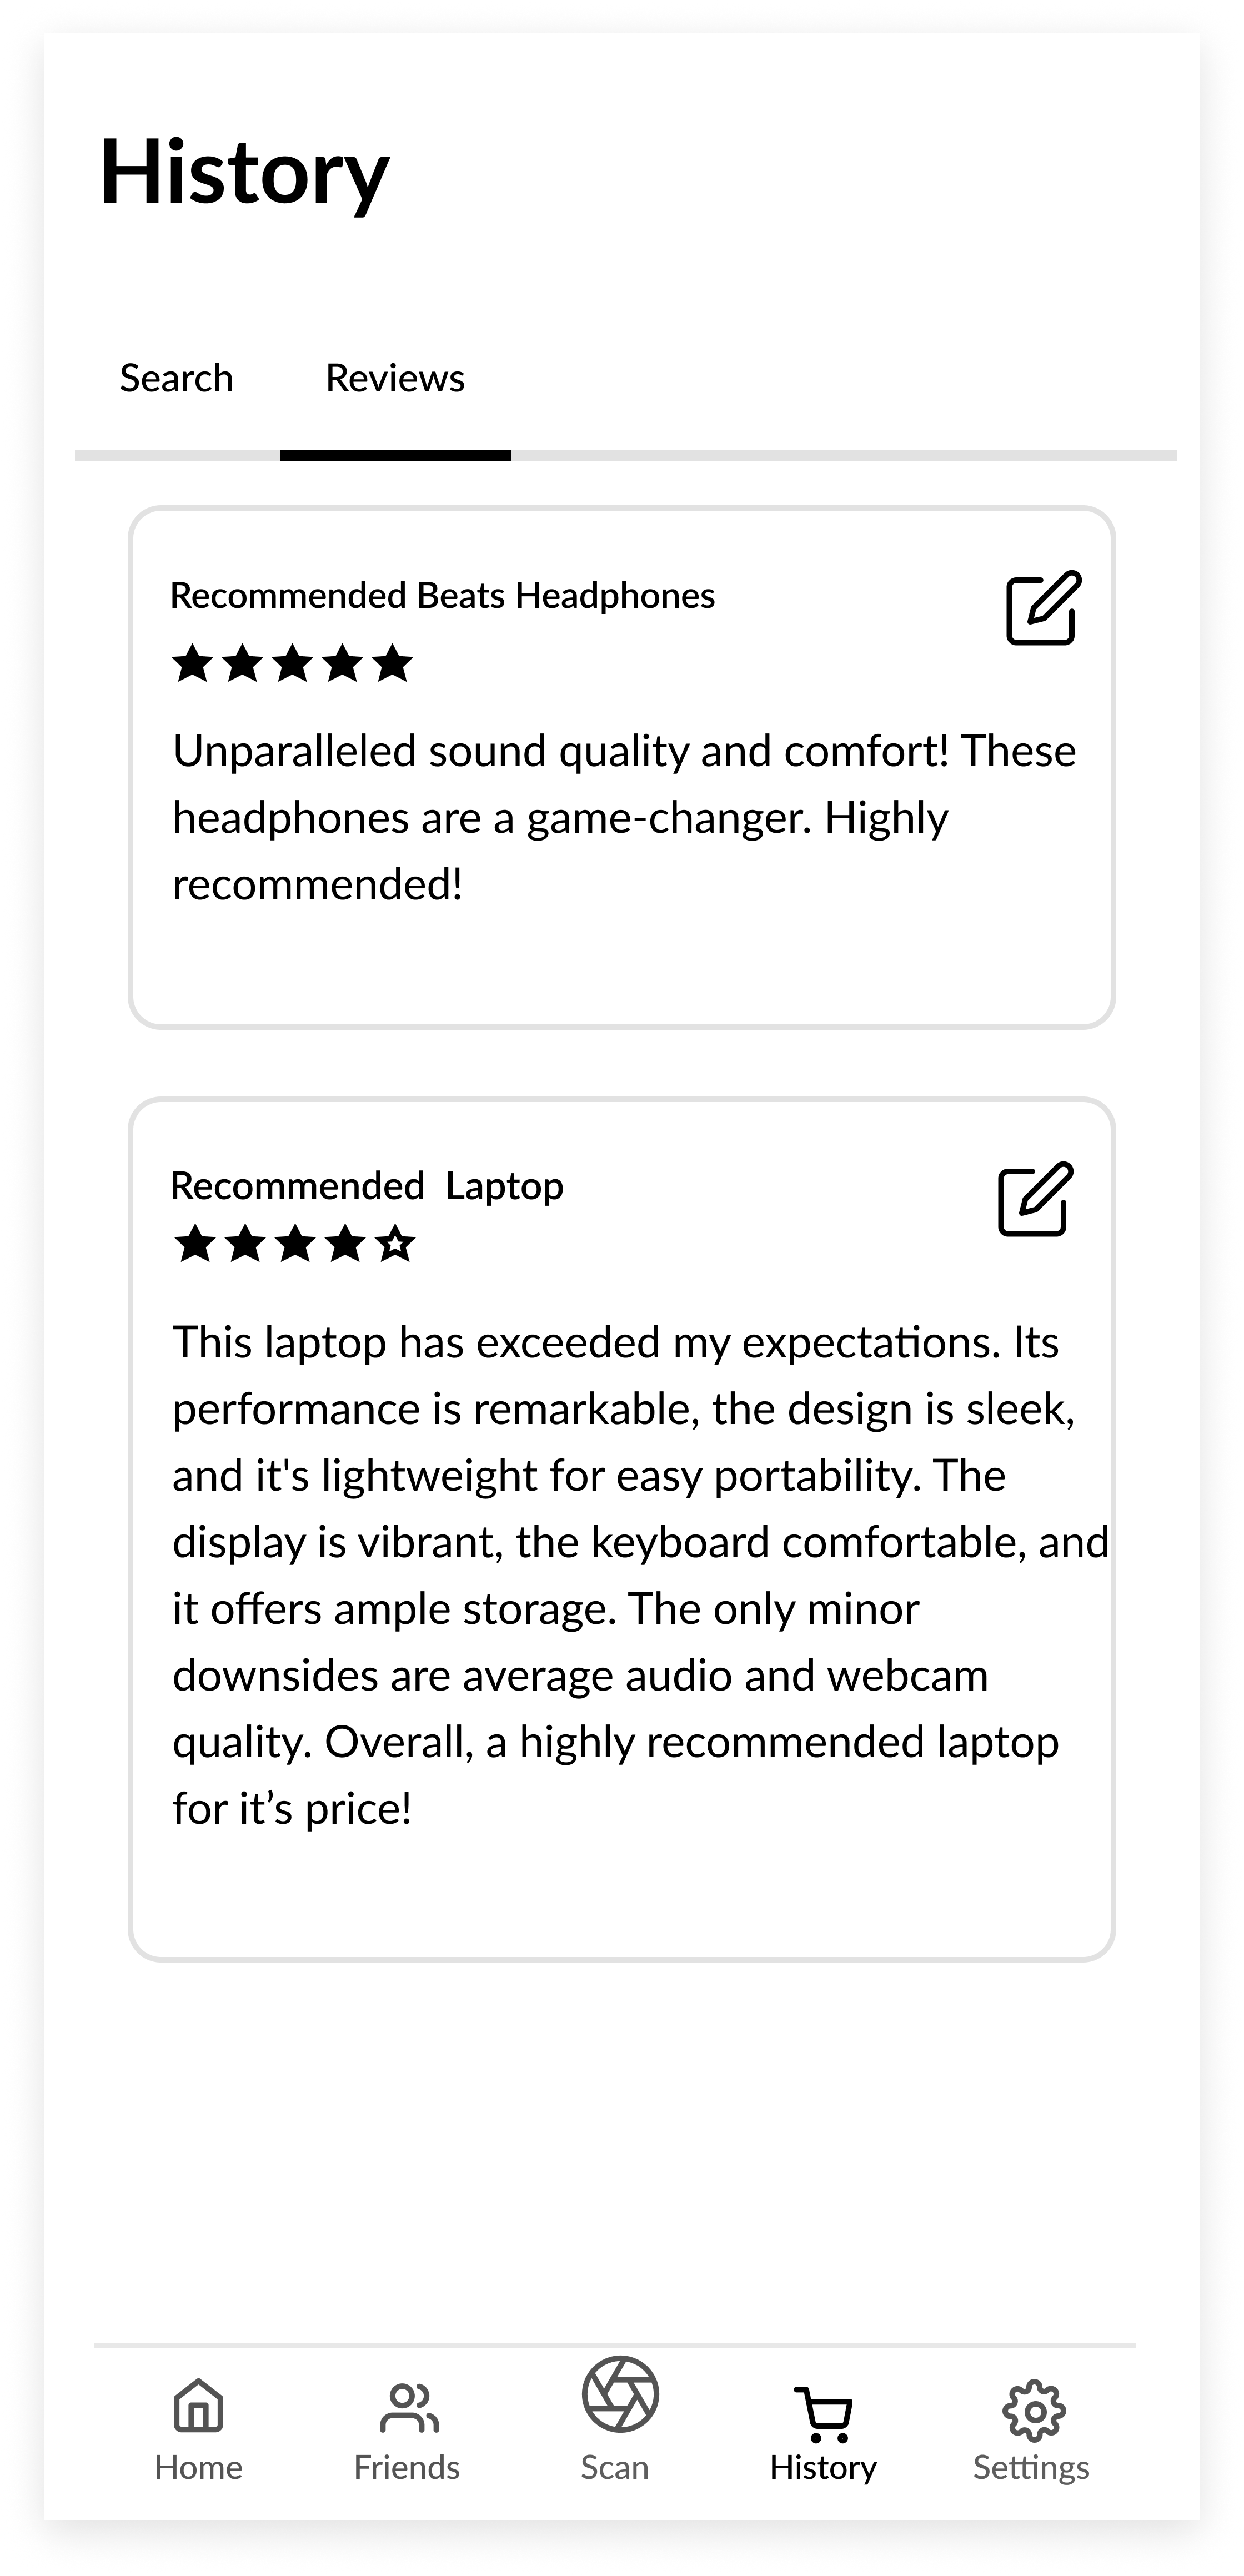 History
Search Reviews
Recommended Beats Headphones
Unparalleled sound quality and comfort! These
headphones are a game-changer. Highly
recommended!
Recommended  Laptop
This laptop has exceeded my expectations. Its
performance is remarkable, the design is sleek,
and it's lightweight for easy portability. The
display is vibrant, the keyboard comfortable, and
it offers ample storage. The only minor
downsides are average audio and webcam
quality. Overall, a highly recommended laptop
for it’s price!
Home Friends Scan History Settings